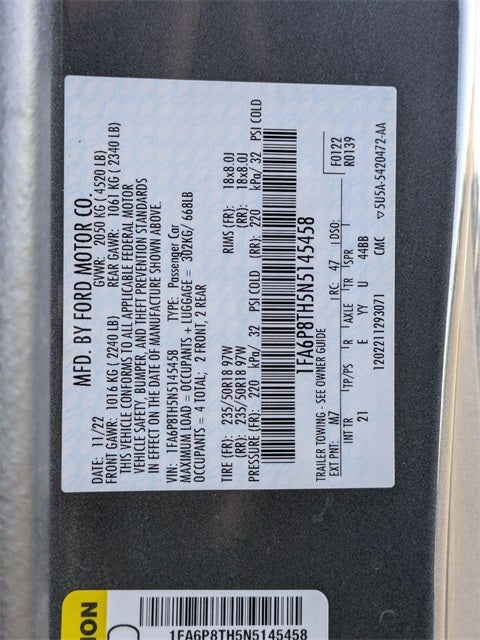 MFD. BY FORD MOTOR CO.
DATE: 11/22 GVWR: 2050 KG ( 4520 LB)
FRONT GAWR: 1016 KG (2240 LB) REAR GAWR: 1061 KG ( 2340 LB)
THIS VEHICLE CONFORMS TO ALL APPLICABLE FEDERAL MOTOR
VEHICLE SAFETY, BUMPER, AND THEFT PREVENTION STANDARDS
IN EFFECT ON THE DATE OF MANUFACTURE SHOWN ABOVE.
VIN: 1FA6P8TH5N5145458 TYPE: Passenger Car
MAXIMUM LOAD = OCCUPANTS + LUGGAGE = 302KG/ 668LB
OCCUPANTS = 4 TOTAL; 2 FRONT, 2 REAR
TIRE (FR): 235/50R18 97W RIMS (FR): 18x8.0J
(RR): 235/50R18 97W (RR): 18x8.0J
PRESSURE (FR): 220 kPa/ 32 PSI COLD (RR): 220 kPa/ 32 PSI COLD
1FA6P8TH5N5145458
TRAILER TOWING - SEE OWNER GUIDE
F0122
R0139
EXT PNT: M7 RC: 47 DSO:
INT TR TP/PS R AXLE TR SPR
21 E YY U 44BB
1202211293071 CMC ▽5U5A-5420472-AA
ION
1FA6P8TH5N5145458